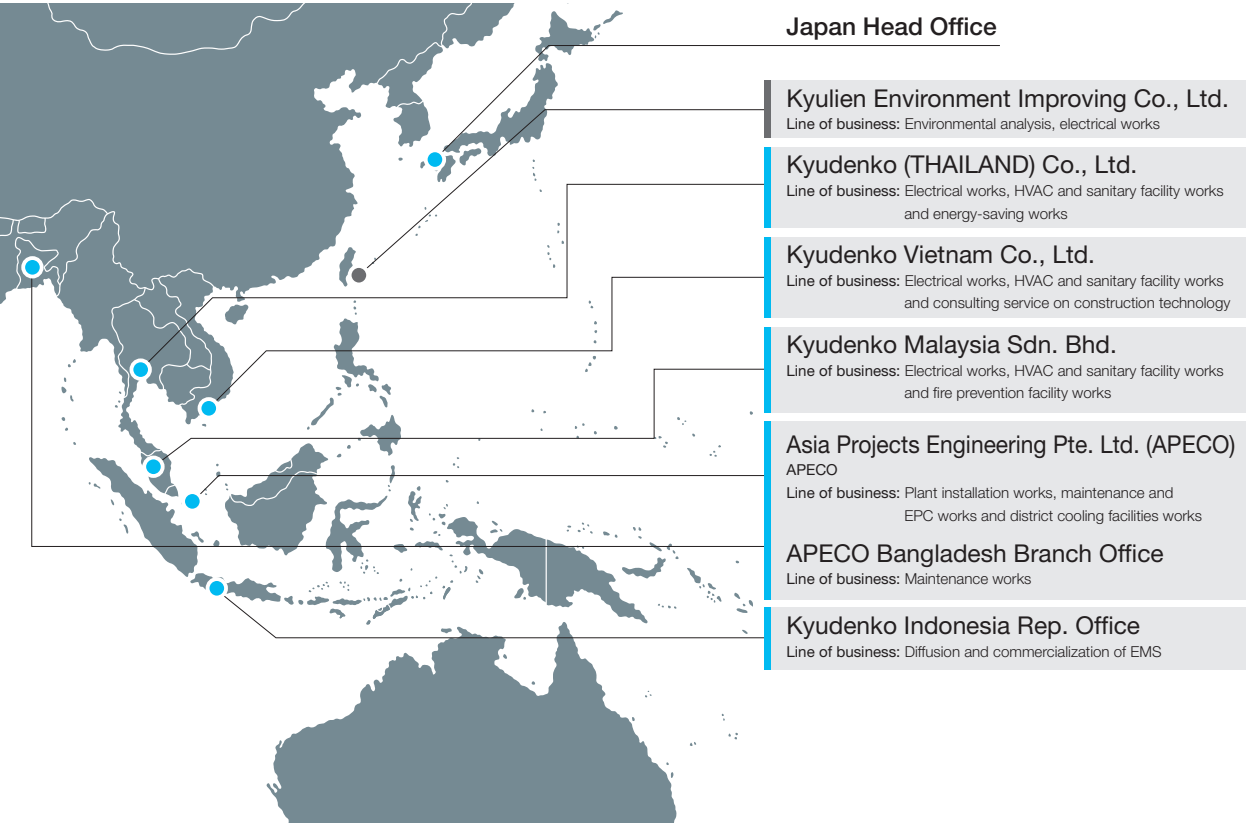 Japan Head Office
Kyulien Environment Improving Co., Ltd.
Line of business: Environmental analysis, electrical works
Kyudenko (THAILAND) Co., Ltd.
Line of business: Electrical works, HVAC and sanitary facility works
and energy-saving works
Kyudenko Vietnam Co., Ltd.
Line of business: Electrical works, HVAC and sanitary facility works
and consulting service on construction technology
Kyudenko Malaysia Sdn. Bhd.
Line of business: Electrical works, HVAC and sanitary facility works
and fire prevention facility works
Asia Projects Engineering Pte. Ltd. (APECO)
APECO
Line of business: Plant installation works, maintenance and
EPC works and district cooling facilities works
APECO Bangladesh Branch Office
Line of business: Maintenance works
Kyudenko Indonesia Rep. Office
Line of business: Diffusion and commercialization of EMS